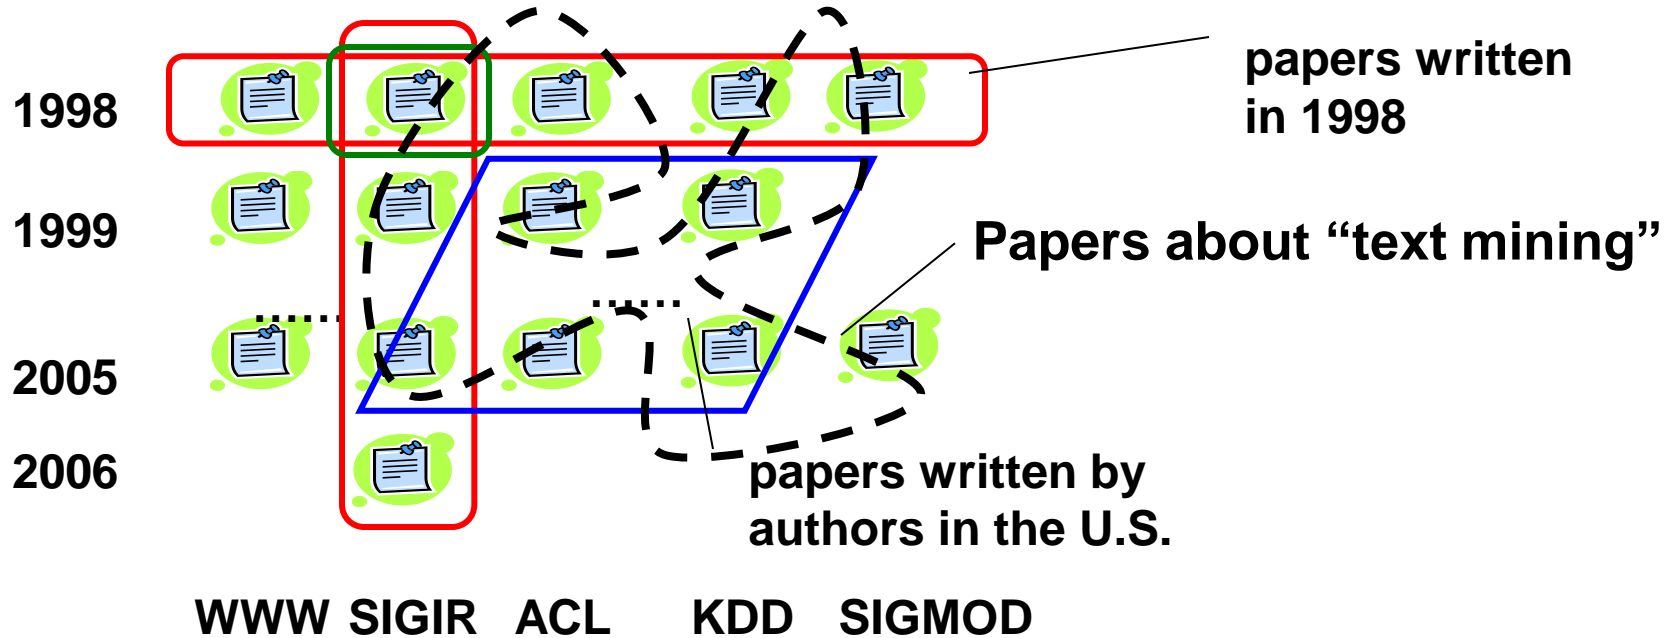 papers written
in 1998
1998
1999
Papers about “text mining”
2005
2006
papers written by
authors in the U.S.
WWW SIGIR ACL KDD SIGMOD